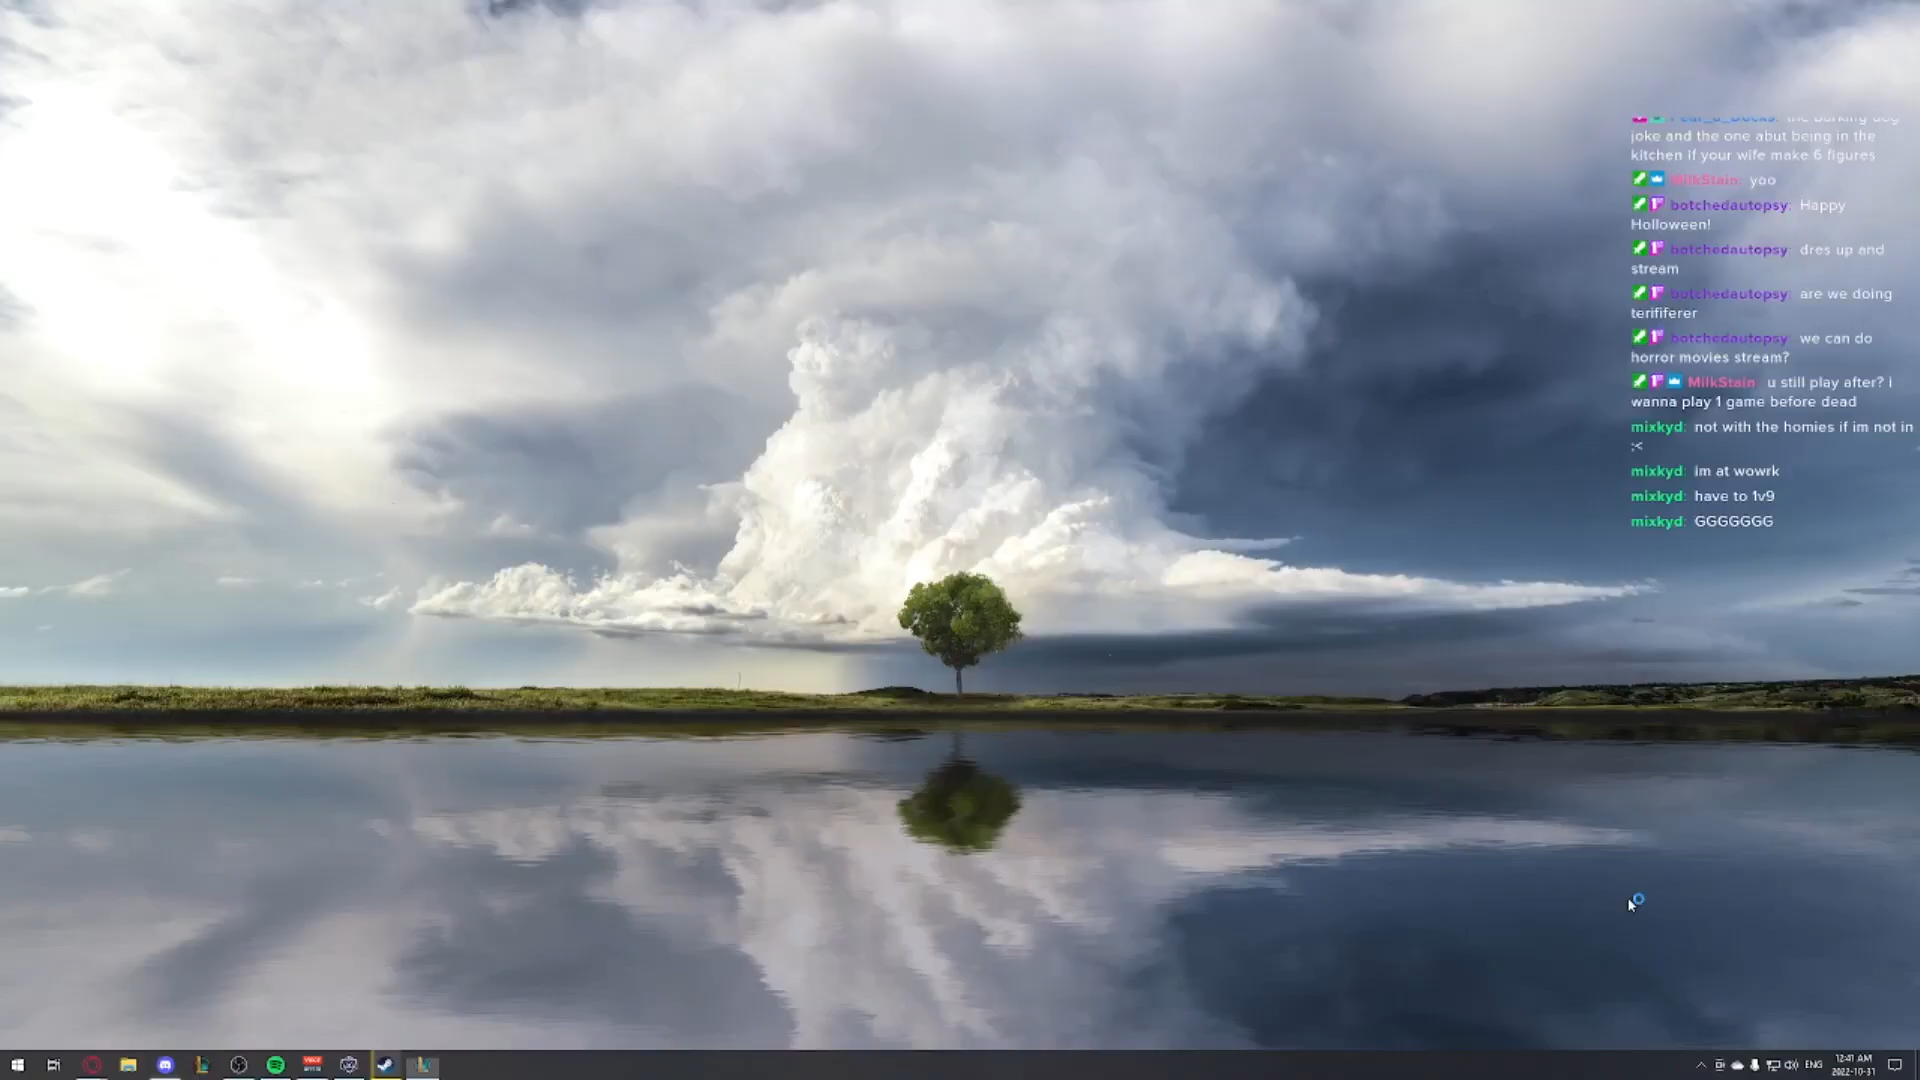 joke and the one abut being in the
kitchen if your wife make 6 figures
MilkStain: yoo
botchedautopsy: Happy
Holloween!
botchedautopsy: dres up and
stream
botchedautopsy: are we doing
terififerer
botchedautopsy: we can do
horror movies stream?
MilkStain: u still play after? i
wanna play 1 game before dead
mixkyd: not with the homies if im not in
:<
mixkyd: im at wowrk
mixkyd: have to 1v9
mixkyd: GGGGGGG
ENG
12:41 AM
2022-10-31